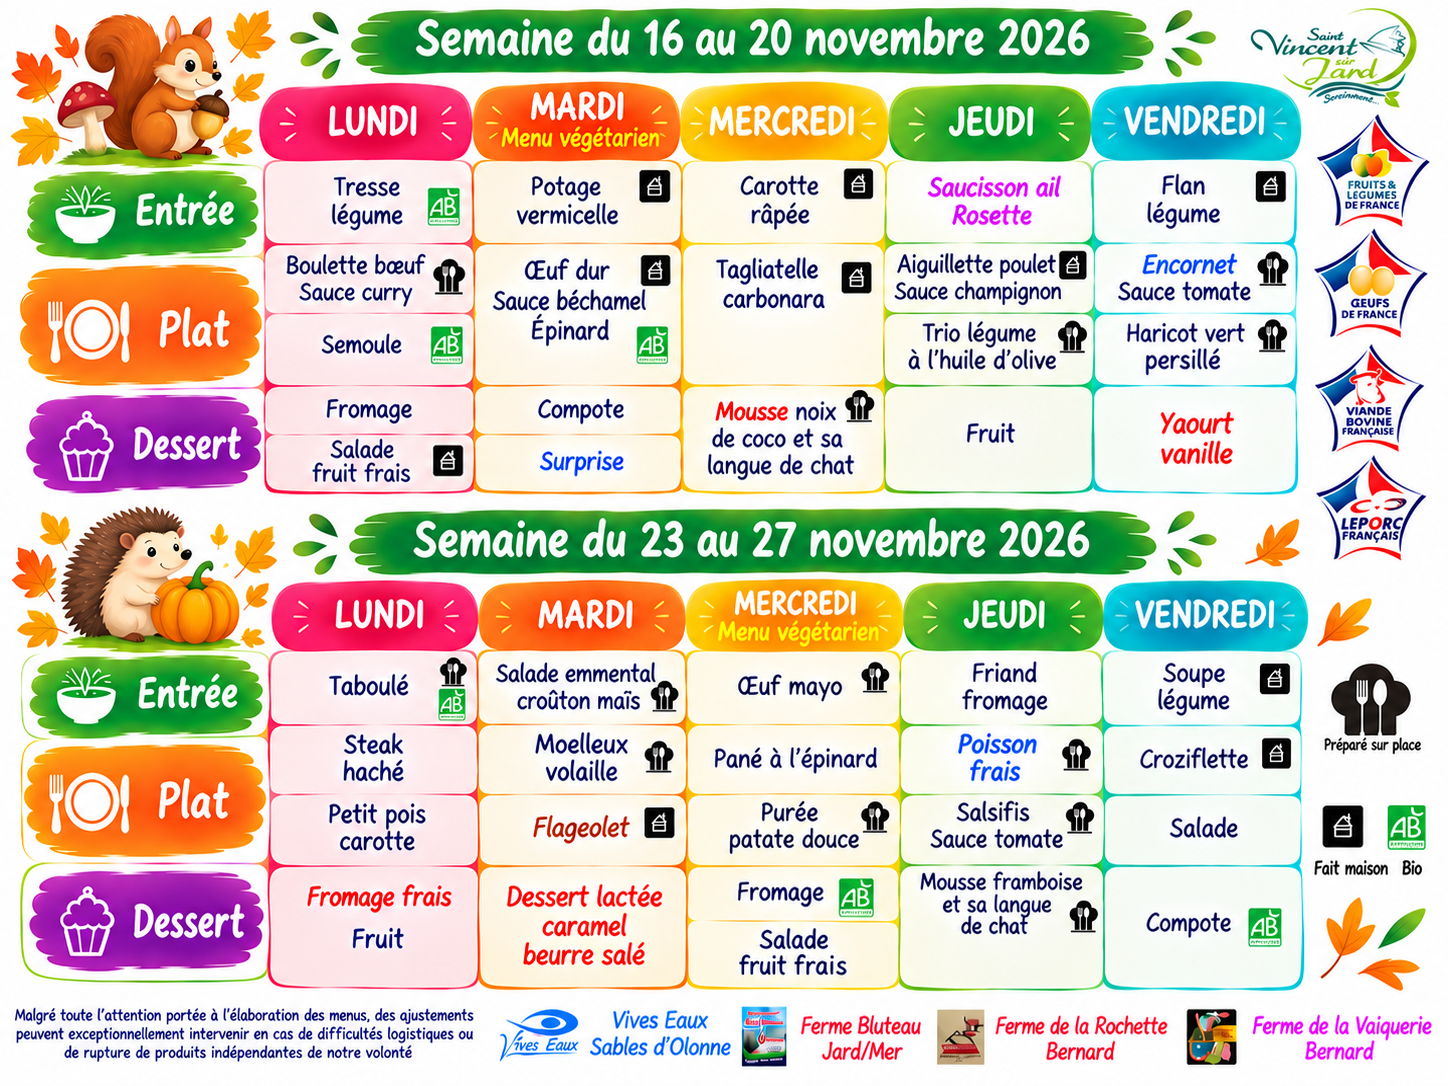 Semaine du 16 au 20 novembre 2026
Saint
Vincent
sur
Jard
Sereinement...
LUNDI
MARDI
Menu végétarien
MERCREDI
JEUDI
VENDREDI
Entrée
Tresse
légume
AB
Potage
vermicelle
Carotte
râpée
Saucisson ail
Rosette
Flan
légume
Plat
Boulette bœuf
Sauce curry
Semoule
AB
Œuf dur
Sauce béchamel
Épinard
AB
Tagliatelle
carbonara
Aiguillette poulet
Sauce champignon
Trio légume
à l'huile d'olive
Encornet
Sauce tomate
Haricot vert
persillé
Dessert
Fromage
Salade
fruit frais
Compote
Surprise
Mousse noix
de coco et sa
langue de chat
Fruit
Yaourt
vanille
FRUITS &
LÉGUMES
DE FRANCE
ŒUFS
DE FRANCE
VIANDE
BOVINE
FRANÇAISE
LEPORC
FRANÇAIS
Semaine du 23 au 27 novembre 2026
LUNDI
MARDI
MERCREDI
Menu végétarien
JEUDI
VENDREDI
Entrée
Taboulé
AB
Salade emmental
croûton maïs
Œuf mayo
Friand
fromage
Soupe
légume
Plat
Steak
haché
Petit pois
carotte
Moelleux
volaille
Flageolet
Pané à l'épinard
Purée
patate douce
Poisson
frais
Salsifis
Sauce tomate
Croziflette
Salade
Dessert
Fromage frais
Fruit
Dessert lactée
caramel
beurre salé
Fromage
AB
Salade
fruit frais
Mousse framboise
et sa langue
de chat
Compote
AB
Préparé sur place
AB
Fait maison
Bio
Malgré toute l'attention portée à l'élaboration des menus, des ajustements
peuvent exceptionnellement intervenir en cas de difficultés logistiques ou
de rupture de produits indépendantes de notre volonté
Vives Eaux
Vives Eaux
Sables d'Olonne
Ferme Bluteau
Jard/Mer
Ferme de la Rochette
Bernard
Ferme de la Vaiquerie
Bernard